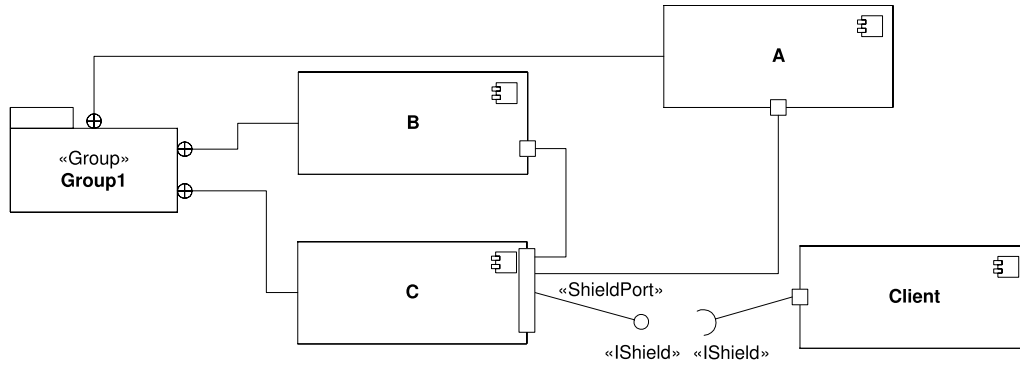 A
B
«Group»
Group1
C
«ShieldPort»
Client
«IShield» «IShield»